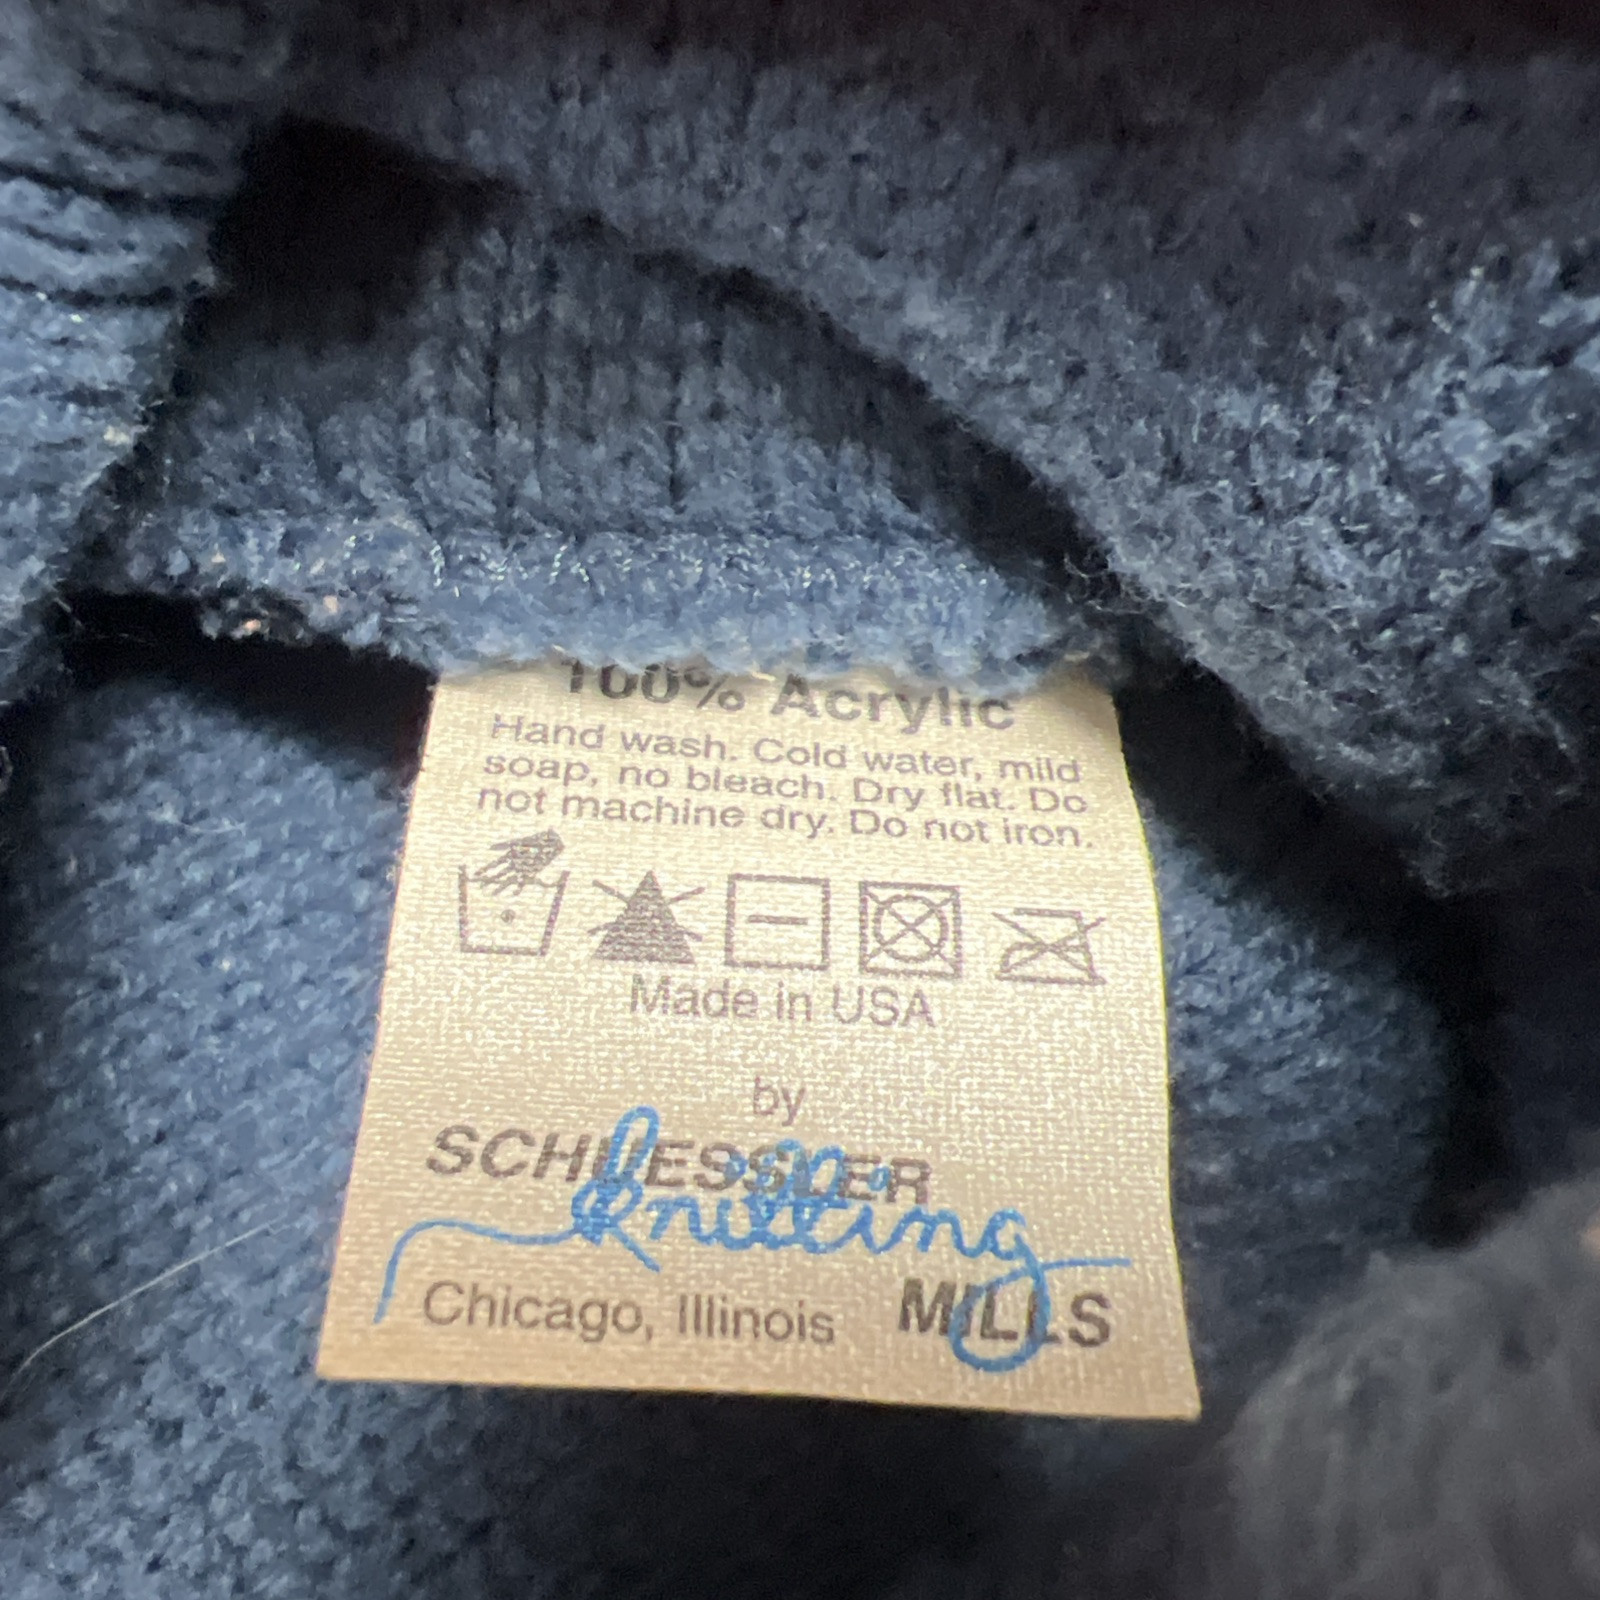 100% Acrylic
Hand wash. Cold water, mild
soap, no bleach. Dry flat. Do
not machine dry. Do not iron.
Made in USA
by
SCHLESSLER
knitting
Chicago, Illinois MILLS